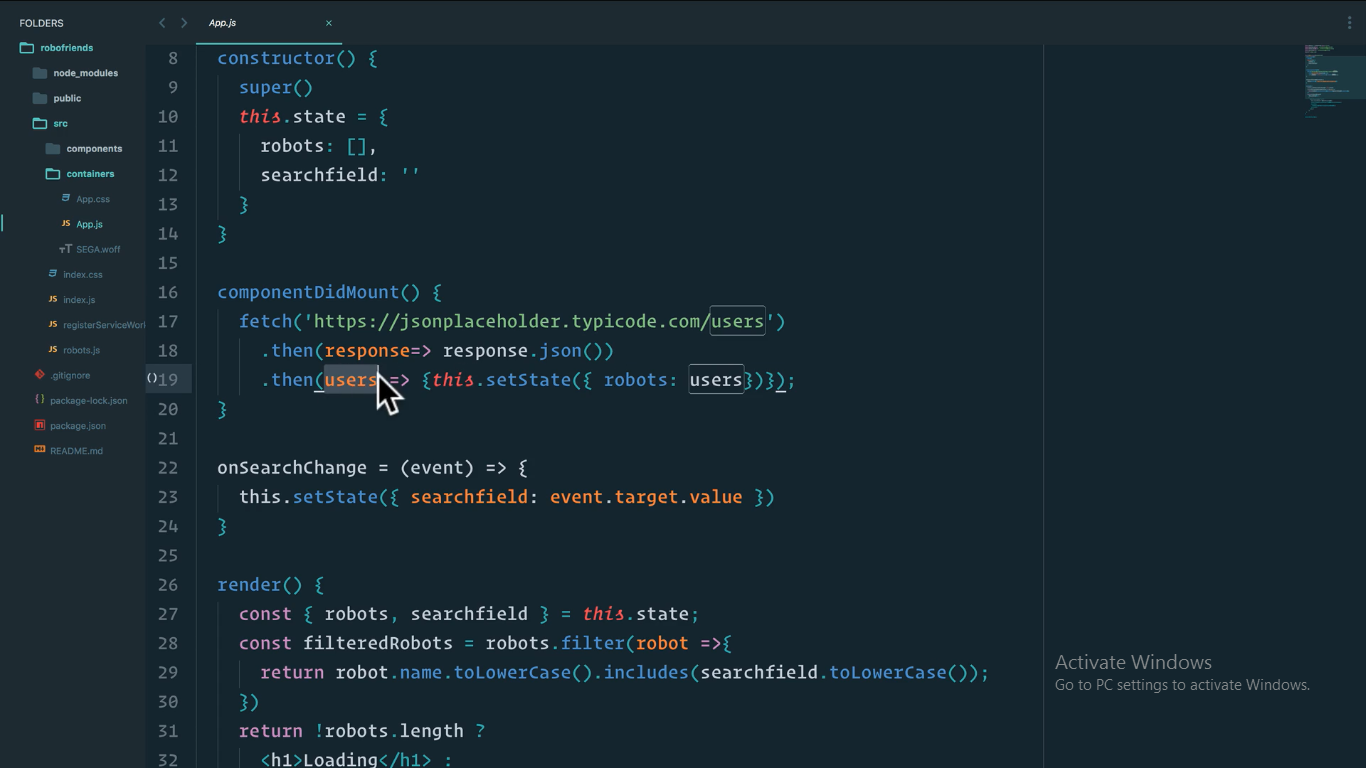 FOLDERS
robofriends
node_modules
public
src
components
containers
App.css
JS App.js
SEGA.woff
index.css
JS index.js
JS registerServiceWor
JS robots.js
.gitignore
package-lock.json
package.json
README.md
App.js ×
8 constructor() {
9 super()
10 this.state = {
11 robots: [],
12 searchfield: ''
13 }
14 }
15
16 componentDidMount() {
17 fetch('https://jsonplaceholder.typicode.com/users')
18 .then(response=> response.json())
19 .then(users => {this.setState({ robots: users})});
20 }
21
22 onSearchChange = (event) => {
23 this.setState({ searchfield: event.target.value })
24 }
25
26 render() {
27 const { robots, searchfield } = this.state;
28 const filteredRobots = robots.filter(robot =>{
29 return robot.name.toLowerCase().includes(searchfield.toLowerCase());
30 })
31 return !robots.length ?
32 <h1>Loading</h1> :
Activate Windows
Go to PC settings to activate Windows.